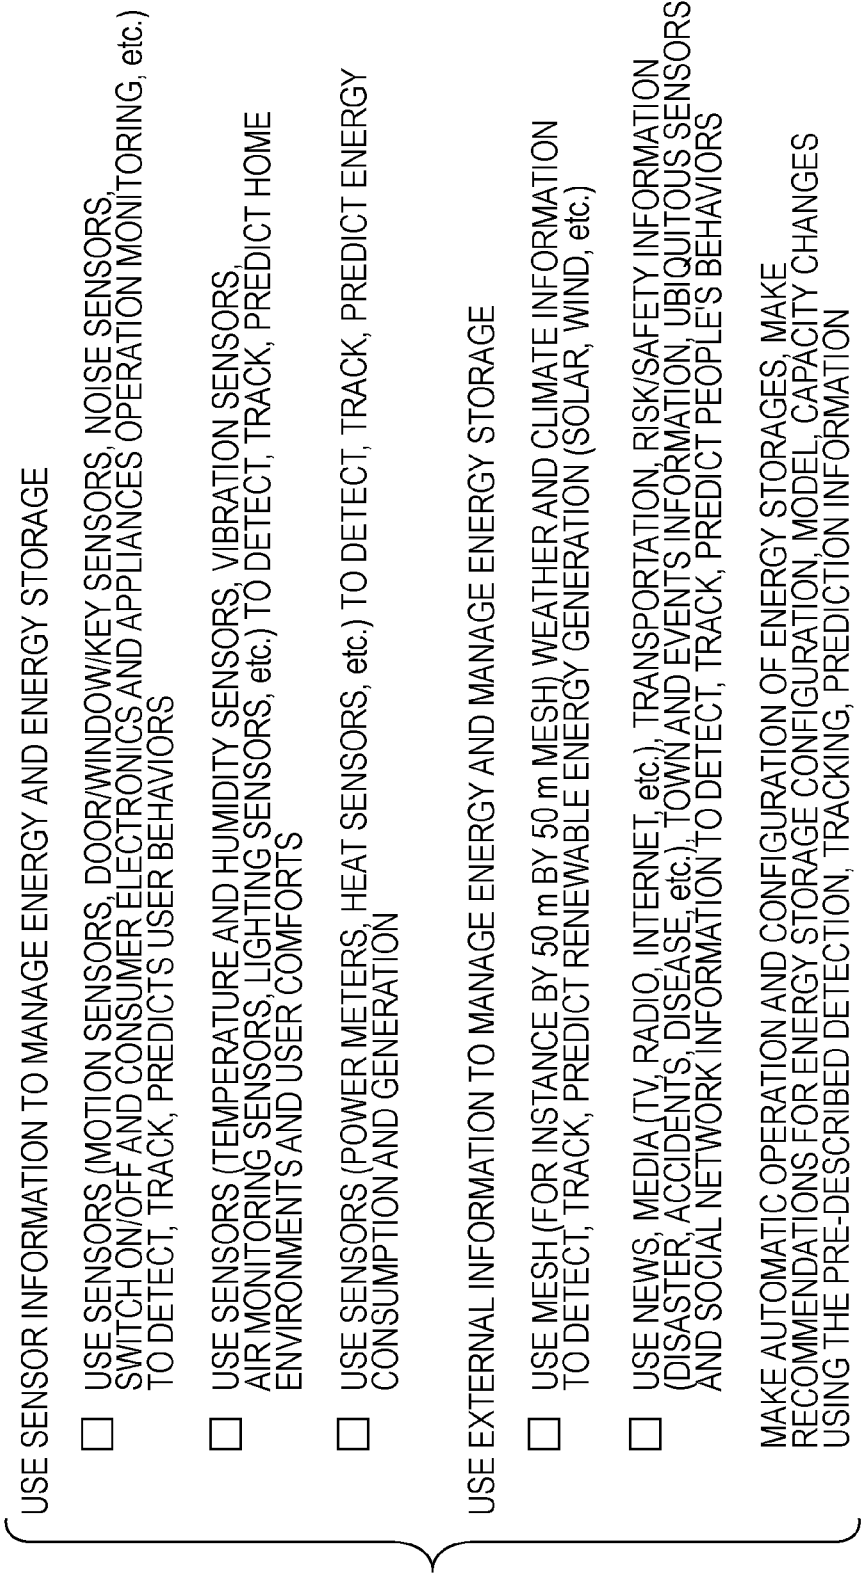 USE SENSOR INFORMATION TO MANAGE ENERGY AND ENERGY STORAGE
USE SENSORS (MOTION SENSORS, DOOR/WINDOW/KEY SENSORS, NOISE SENSORS,
SWITCH ON/OFF AND CONSUMER ELECTRONICS AND APPLIANCES OPERATION MONITORING, etc.)
TO DETECT, TRACK, PREDICTS USER BEHAVIORS
USE SENSORS (TEMPERATURE AND HUMIDITY SENSORS, VIBRATION SENSORS,
AIR MONITORING SENSORS, LIGHTING SENSORS, etc.) TO DETECT, TRACK, PREDICT HOME
ENVIRONMENTS AND USER COMFORTS
USE SENSORS (POWER METERS, HEAT SENSORS, etc.) TO DETECT, TRACK, PREDICT ENERGY
CONSUMPTION AND GENERATION
USE EXTERNAL INFORMATION TO MANAGE ENERGY AND MANAGE ENERGY STORAGE
USE MESH (FOR INSTANCE BY 50 m BY 50 m MESH) WEATHER AND CLIMATE INFORMATION
TO DETECT, TRACK, PREDICT RENEWABLE ENERGY GENERATION (SOLAR, WIND, etc.)
USE NEWS, MEDIA (TV, RADIO, INTERNET, etc.), TRANSPORTATION, RISK/SAFETY INFORMATION
(DISASTER, ACCIDENTS, DISEASE, etc.), TOWN AND EVENTS INFORMATION, UBIQUITOUS SENSORS
AND SOCIAL NETWORK INFORMATION TO DETECT, TRACK, PREDICT PEOPLE'S BEHAVIORS
MAKE AUTOMATIC OPERATION AND CONFIGURATION OF ENERGY STORAGES, MAKE
RECOMMENDATIONS FOR ENERGY STORAGE CONFIGURATION, MODEL, CAPACITY CHANGES
USING THE PRE-DESCRIBED DETECTION, TRACKING, PREDICTION INFORMATION